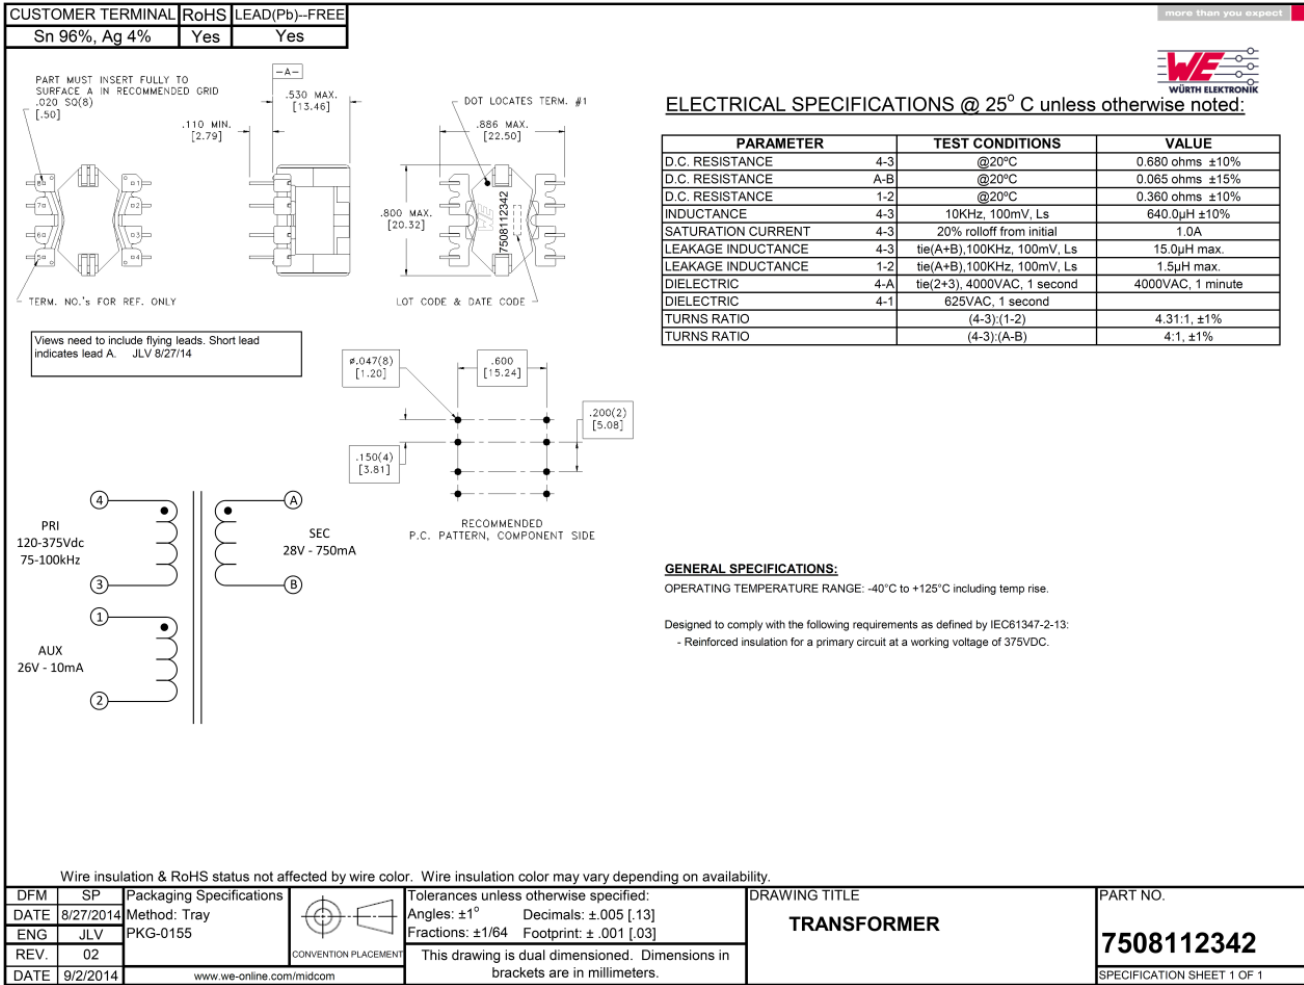 CUSTOMER TERMINAL RoHS LEAD(Pb)--FREE
Sn 96%, Ag 4% Yes Yes
more than you expect
WE
WÜRTH ELEKTRONIK
PART MUST INSERT FULLY TO
SURFACE A IN RECOMMENDED GRID
.020 SQ(8)
[.50]
-A-
.530 MAX.
[13.46]
.110 MIN.
[2.79]
DOT LOCATES TERM. #1
.886 MAX.
[22.50]
.800 MAX.
[20.32]
7508112342
TERM. NO.'s FOR REF. ONLY
LOT CODE & DATE CODE
Views need to include flying leads. Short lead
indicates lead A. JLV 8/27/14
ø.047(8)
[1.20]
.600
[15.24]
.200(2)
[5.08]
.150(4)
[3.81]
RECOMMENDED
P.C. PATTERN, COMPONENT SIDE
4
PRI
120-375Vdc
75-100kHz
3
1
AUX
26V - 10mA
2
A
SEC
28V - 750mA
B
ELECTRICAL SPECIFICATIONS @ 25° C unless otherwise noted:
PARAMETER TEST CONDITIONS VALUE
D.C. RESISTANCE 4-3 @20ºC 0.680 ohms ±10%
D.C. RESISTANCE A-B @20ºC 0.065 ohms ±15%
D.C. RESISTANCE 1-2 @20ºC 0.360 ohms ±10%
INDUCTANCE 4-3 10KHz, 100mV, Ls 640.0µH ±10%
SATURATION CURRENT 4-3 20% rolloff from initial 1.0A
LEAKAGE INDUCTANCE 4-3 tie(A+B),100KHz, 100mV, Ls 15.0µH max.
LEAKAGE INDUCTANCE 1-2 tie(A+B),100KHz, 100mV, Ls 1.5µH max.
DIELECTRIC 4-A tie(2+3), 4000VAC, 1 second 4000VAC, 1 minute
DIELECTRIC 4-1 625VAC, 1 second
TURNS RATIO (4-3):(1-2) 4.31:1, ±1%
TURNS RATIO (4-3):(A-B) 4:1, ±1%
GENERAL SPECIFICATIONS:
OPERATING TEMPERATURE RANGE: -40°C to +125°C including temp rise.
Designed to comply with the following requirements as defined by IEC61347-2-13:
- Reinforced insulation for a primary circuit at a working voltage of 375VDC.
Wire insulation & RoHS status not affected by wire color. Wire insulation color may vary depending on availability.
DFM SP
DATE 8/27/2014
ENG JLV
REV. 02
DATE 9/2/2014
Packaging Specifications
Method: Tray
PKG-0155
CONVENTION PLACEMENT
www.we-online.com/midcom
Tolerances unless otherwise specified:
Angles: ±1° Decimals: ±.005 [.13]
Fractions: ±1/64 Footprint: ± .001 [.03]
This drawing is dual dimensioned. Dimensions in
brackets are in millimeters.
DRAWING TITLE
TRANSFORMER
PART NO.
7508112342
SPECIFICATION SHEET 1 OF 1